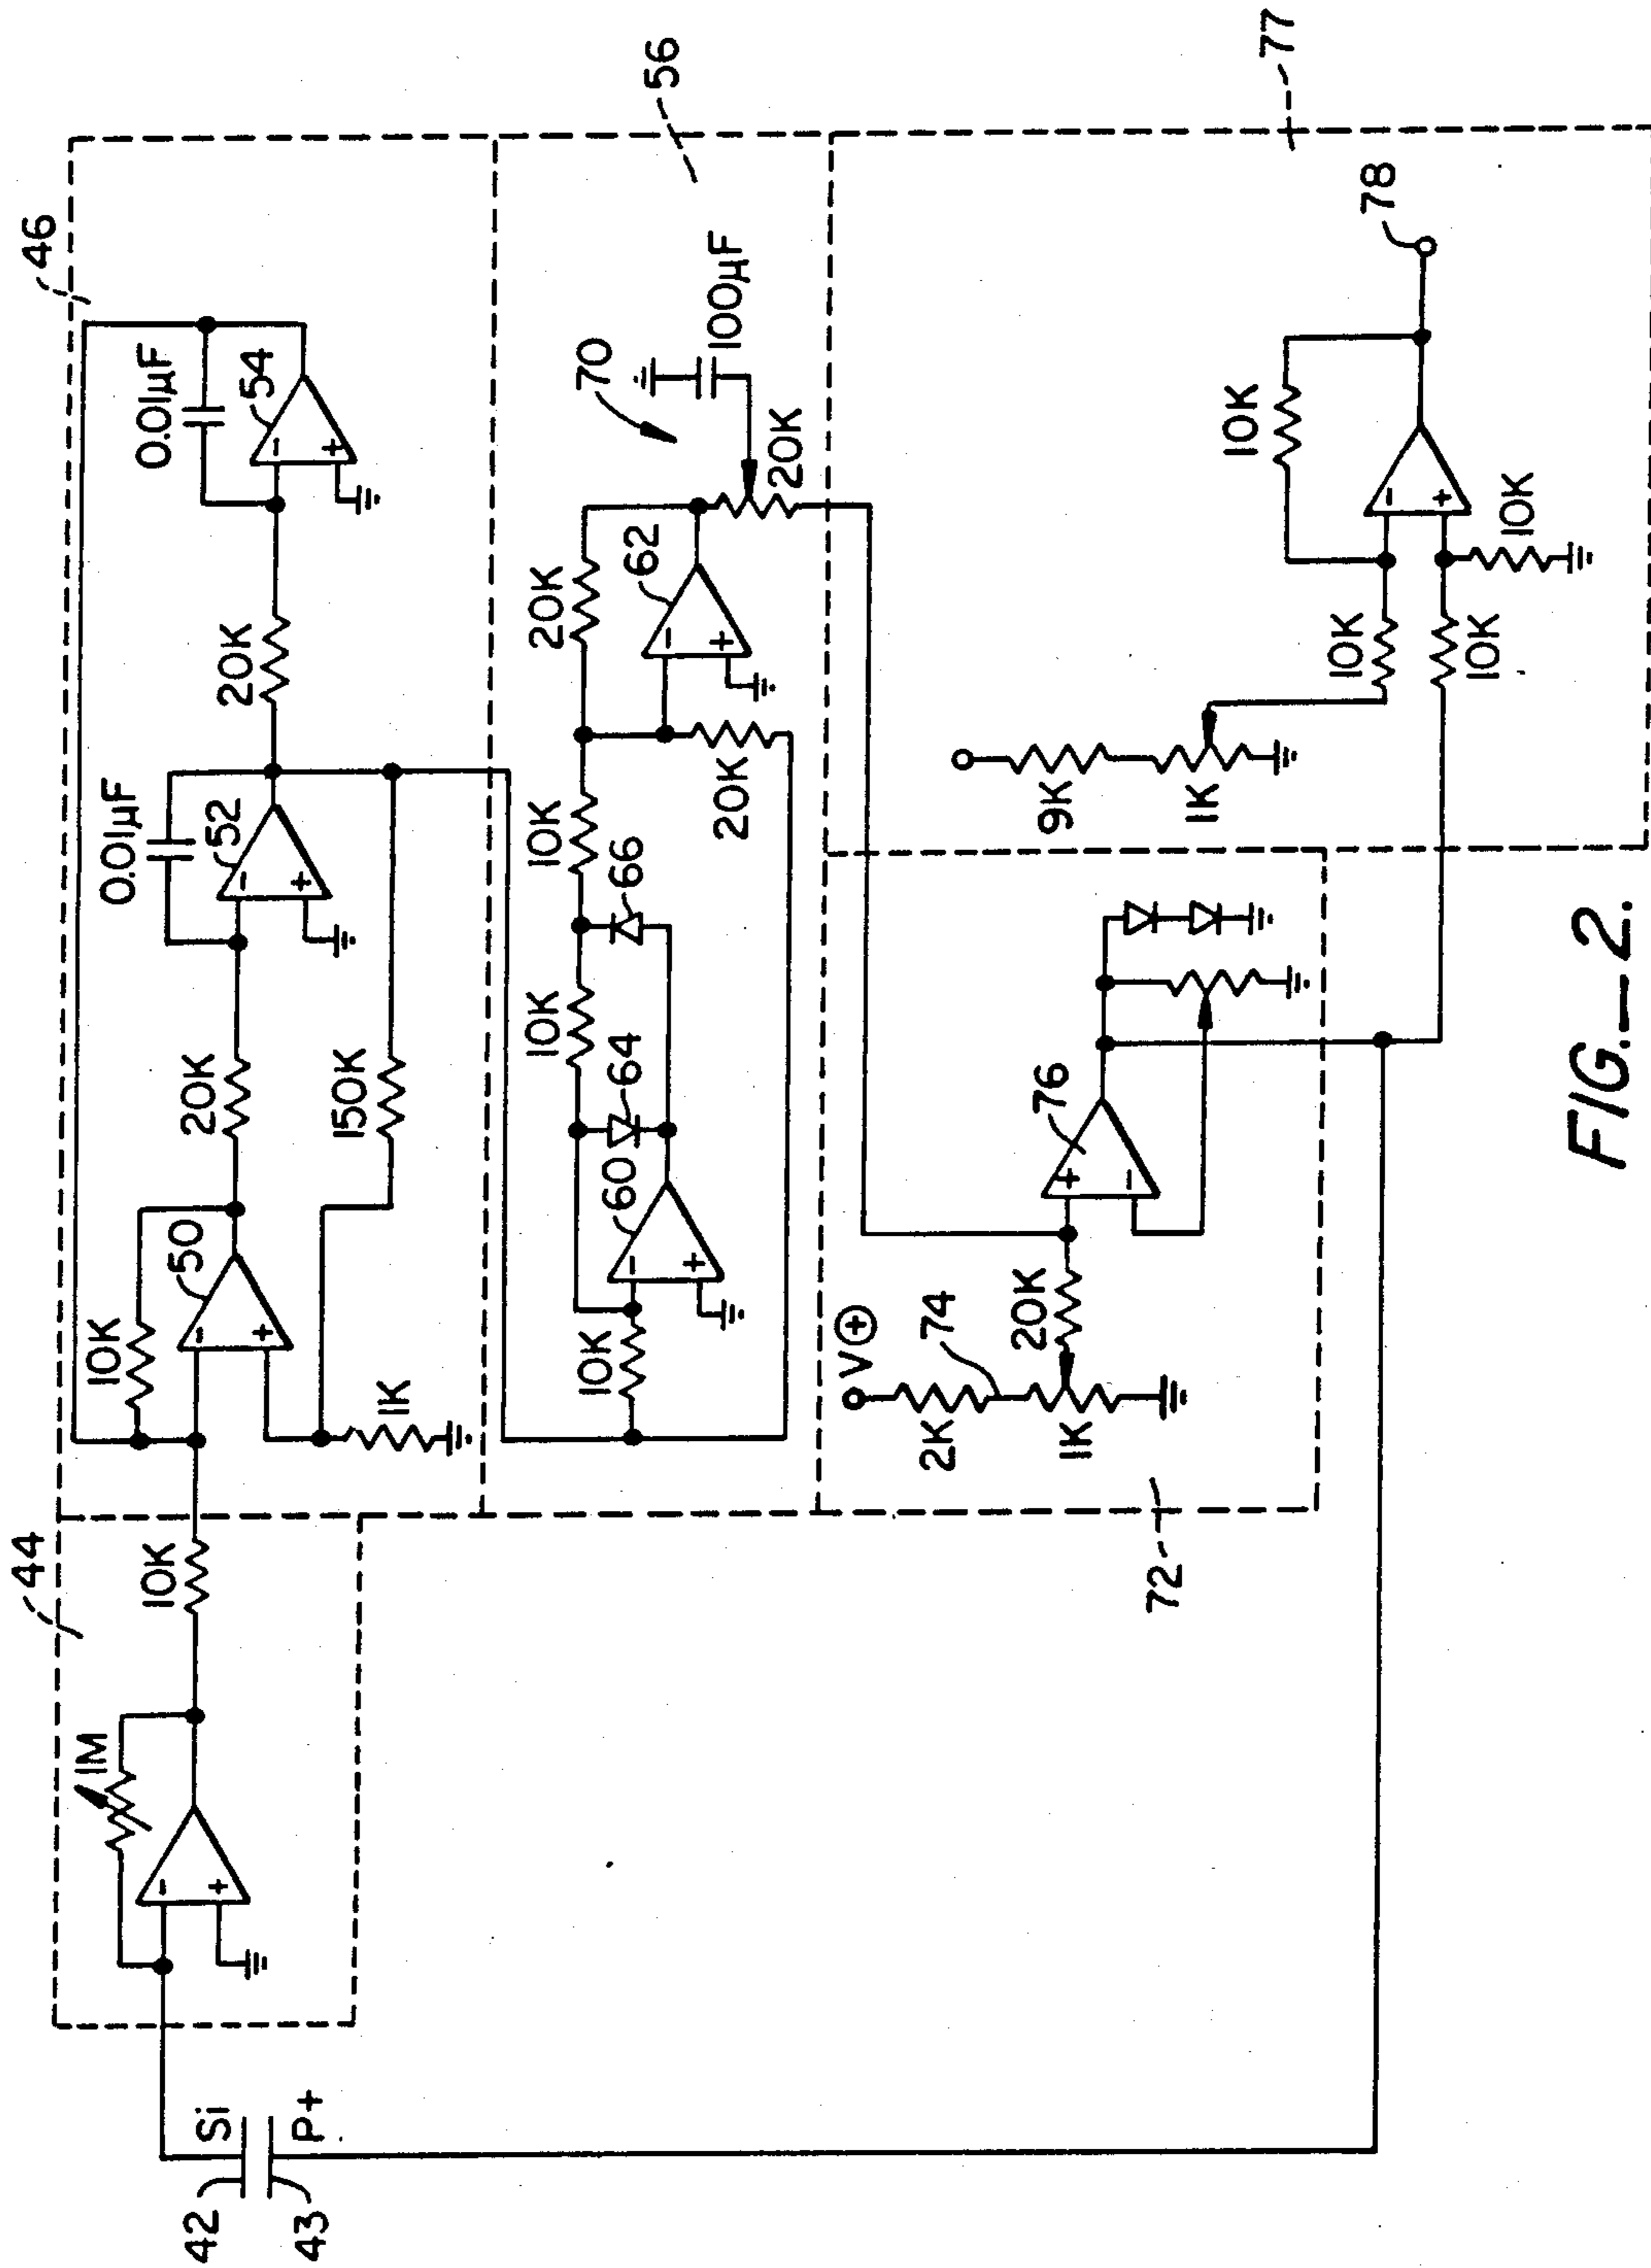 44
46
1M
10K
10K
50
20K
0.01µF
52
20K
0.01µF
54
150K
1K
-
+
-
+
-
+
-
+
42
Si
P+
43
56
10K
60
64
10K
66
10K
20K
62
20K
70
100µF
20K
-
+
-
+
V+
2K
74
1K
20K
76
+
-
72
77
9K
1K
10K
10K
10K
10K
-
+
78
FIG.—2.